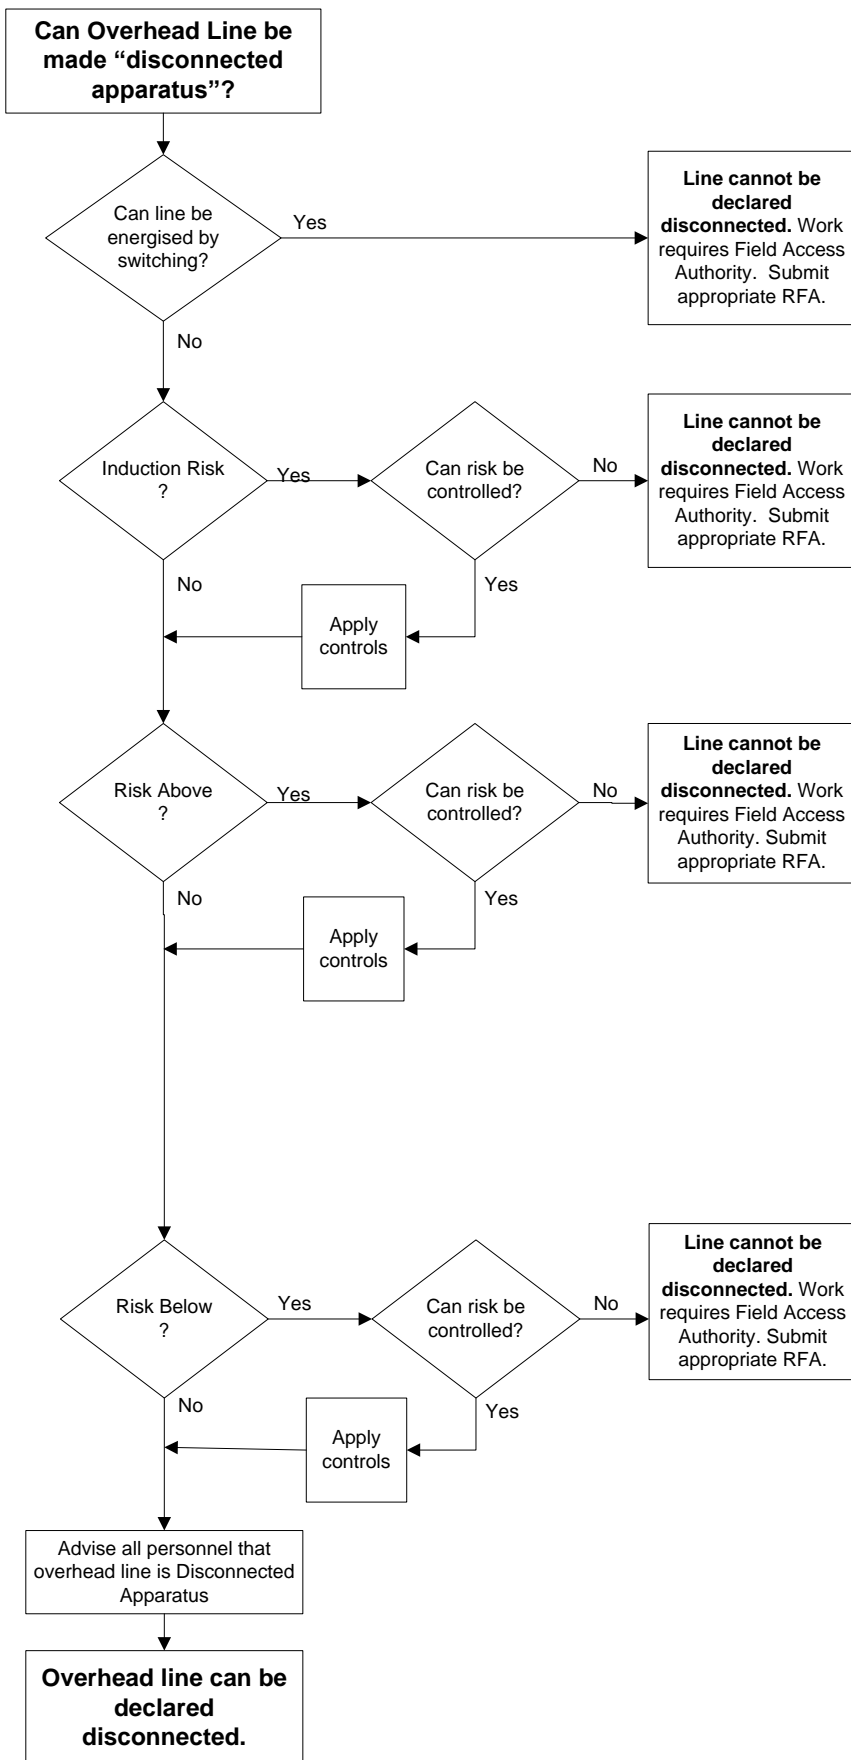 Can Overhead Line be
made “disconnected
apparatus”?
Can line be
energised by
switching?
Yes
Line cannot be
declared
disconnected. Work
requires Field Access
Authority.  Submit
appropriate RFA.
No
Induction Risk
?
Yes
Can risk be
controlled?
No
Line cannot be
declared
disconnected. Work
requires Field Access
Authority.  Submit
appropriate RFA.
No
Yes
Apply
controls
Risk Above
?
Yes
Can risk be
controlled?
No
Line cannot be
declared
disconnected. Work
requires Field Access
Authority. Submit
appropriate RFA.
No
Yes
Apply
controls
Risk Below
?
Yes
Can risk be
controlled?
No
Line cannot be
declared
disconnected. Work
requires Field Access
Authority. Submit
appropriate RFA.
No
Yes
Apply
controls
Advise all personnel that
overhead line is Disconnected
Apparatus
Overhead line can be
declared
disconnected.